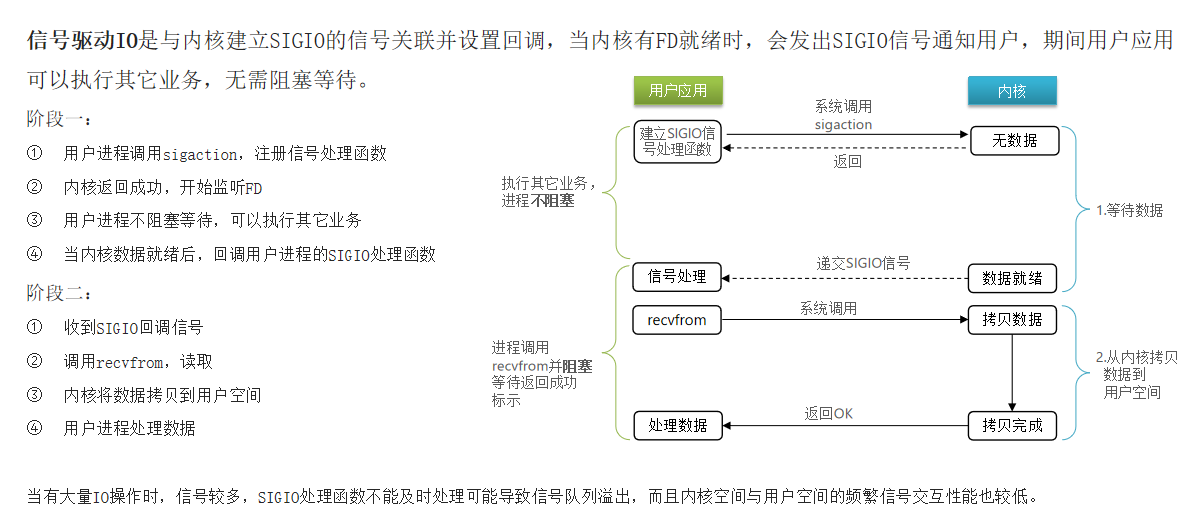 信号驱动IO是与内核建立SIGIO的信号关联并设置回调，当内核有FD就绪时，会发出SIGIO信号通知用户，期间用户应用
可以执行其它业务，无需阻塞等待。
阶段一：
① 用户进程调用sigaction，注册信号处理函数
② 内核返回成功，开始监听FD
③ 用户进程不阻塞等待，可以执行其它业务
④ 当内核数据就绪后，回调用户进程的SIGIO处理函数
阶段二：
① 收到SIGIO回调信号
② 调用recvfrom，读取
③ 内核将数据拷贝到用户空间
④ 用户进程处理数据
用户应用
内核
建立SIGIO信
号处理函数
系统调用
sigaction
返回
无数据
执行其它业务，
进程不阻塞
1.等待数据
信号处理
递交SIGIO信号
数据就绪
recvfrom
系统调用
拷贝数据
进程调用
recvfrom并阻塞
等待返回成功
标示
2.从内核拷贝
数据到
用户空间
处理数据
返回OK
拷贝完成
当有大量IO操作时，信号较多，SIGIO处理函数不能及时处理可能导致信号队列溢出，而且内核空间与用户空间的频繁信号交互性能也较低。